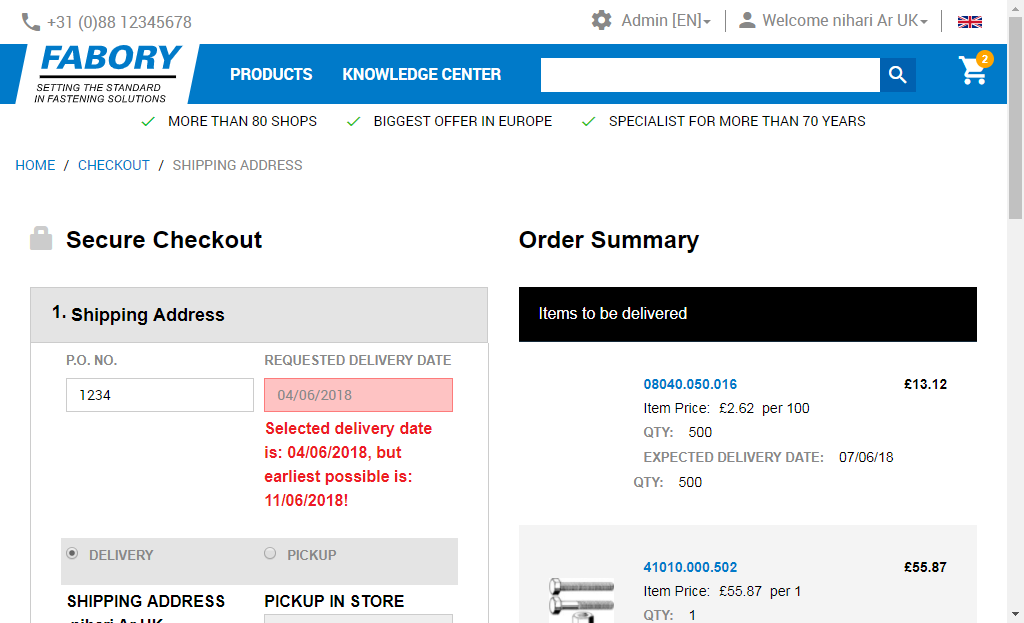 +31 (0)88 12345678
Admin [EN]
Welcome nihari Ar UK
FABORY
SETTING THE STANDARD
IN FASTENING SOLUTIONS
PRODUCTS
KNOWLEDGE CENTER
2
MORE THAN 80 SHOPS
BIGGEST OFFER IN EUROPE
SPECIALIST FOR MORE THAN 70 YEARS
HOME / CHECKOUT / SHIPPING ADDRESS
Secure Checkout
1. Shipping Address
P.O. NO.
1234
REQUESTED DELIVERY DATE
04/06/2018
Selected delivery date
is: 04/06/2018, but
earliest possible is:
11/06/2018!
DELIVERY
PICKUP
SHIPPING ADDRESS
nihari Ar UK
PICKUP IN STORE
Order Summary
Items to be delivered
08040.050.016 £13.12
Item Price: £2.62 per 100
QTY: 500
EXPECTED DELIVERY DATE: 07/06/18
QTY: 500
41010.000.502 £55.87
Item Price: £55.87 per 1
QTY: 1